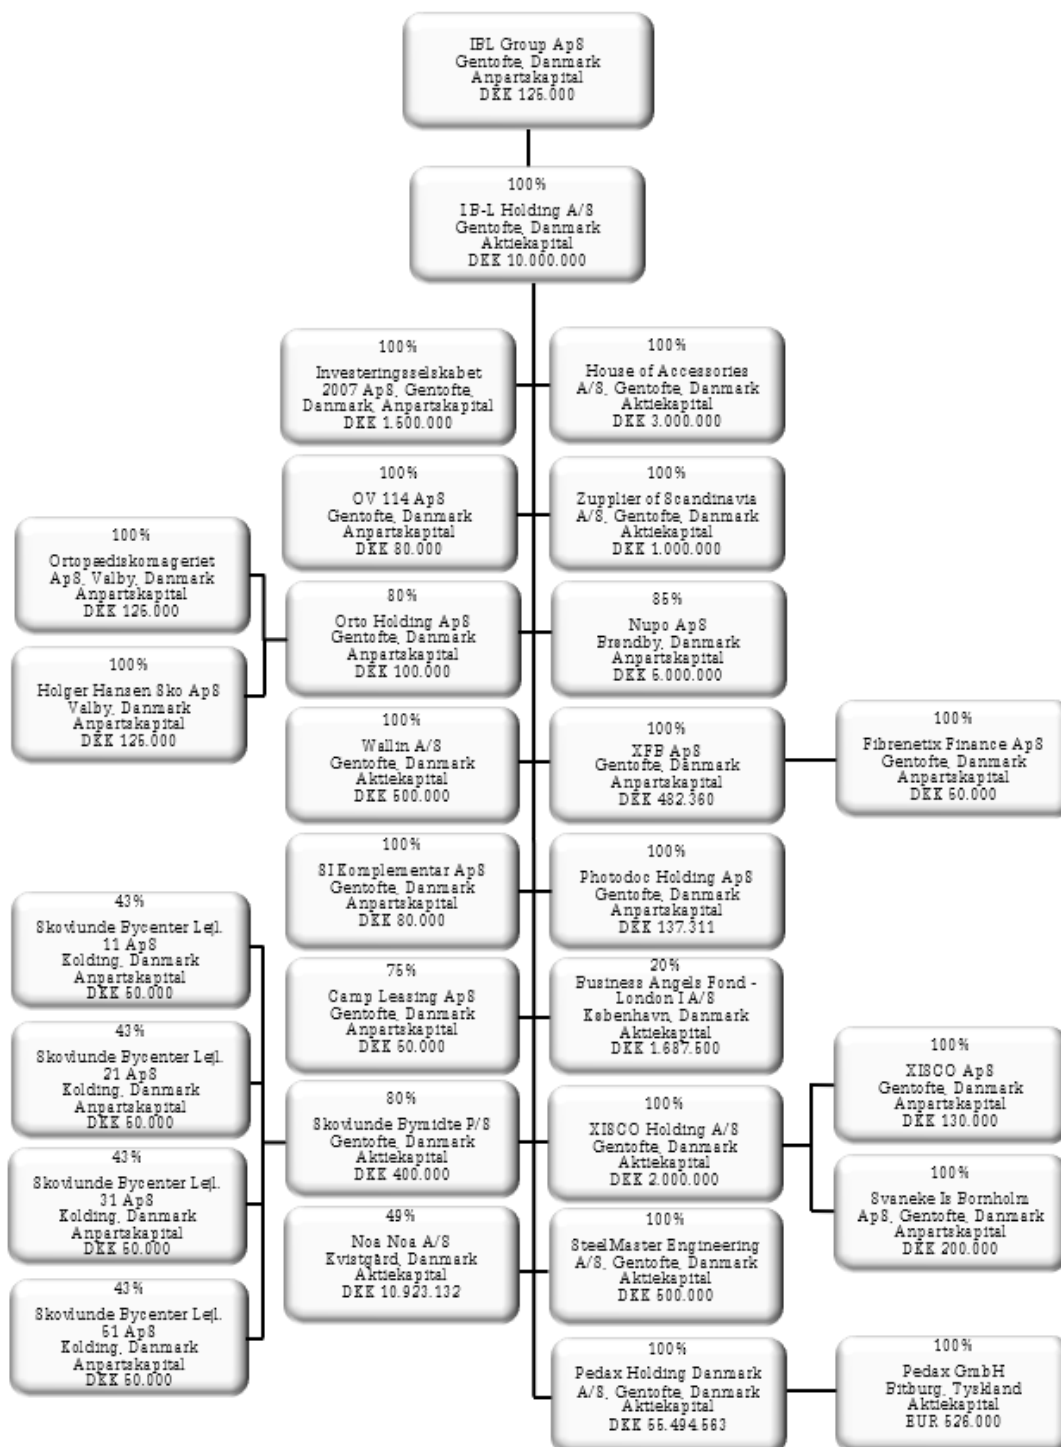 IBL Group ApS
Gentofte, Danmark
Anpartskapital
DKK 125.000
100%
IB-L Holding A/S
Gentofte, Danmark
Aktiekapital
DKK 10.000.000
100%
Investeringsselskabet
2007 ApS, Gentofte,
Danmark, Anpartskapital
DKK 1.500.000
100%
House of Accessories
A/S, Gentofte, Danmark
Aktiekapital
DKK 3.000.000
100%
OV 114 ApS
Gentofte, Danmark
Anpartskapital
DKK 80.000
100%
Zupplier of Scandinavia
A/S, Gentofte, Danmark
Aktiekapital
DKK 1.000.000
100%
Ortopædiskomageriet
ApS, Valby, Danmark
Anpartskapital
DKK 125.000
80%
Orto Holding ApS
Gentofte, Danmark
Anpartskapital
DKK 100.000
85%
Nupo ApS
Brøndby, Danmark
Anpartskapital
DKK 5.000.000
100%
Holger Hansen Sko ApS
Valby, Danmark
Anpartskapital
DKK 125.000
100%
Wallin A/S
Gentofte, Danmark
Aktiekapital
DKK 500.000
100%
XFB ApS
Gentofte, Danmark
Anpartskapital
DKK 482.360
100%
Fibrenetix Finance ApS
Gentofte, Danmark
Anpartskapital
DKK 50.000
100%
SI Komplementar ApS
Gentofte, Danmark
Anpartskapital
DKK 80.000
100%
Photodoc Holding ApS
Gentofte, Danmark
Anpartskapital
DKK 137.311
43%
Skovlunde Bycenter Lejl.
11 ApS
Kolding, Danmark
Anpartskapital
DKK 50.000
75%
Camp Leasing ApS
Gentofte, Danmark
Anpartskapital
DKK 50.000
20%
Business Angels Fond -
London I A/S
København, Danmark
Aktiekapital
DKK 1.687.500
43%
Skovlunde Bycenter Lejl.
21 ApS
Kolding, Danmark
Anpartskapital
DKK 50.000
80%
Skovlunde Bymidte P/S
Gentofte, Danmark
Aktiekapital
DKK 400.000
100%
XISCO Holding A/S
Gentofte, Danmark
Aktiekapital
DKK 2.000.000
100%
XISCO ApS
Gentofte, Danmark
Anpartskapital
DKK 130.000
43%
Skovlunde Bycenter Lejl.
31 ApS
Kolding, Danmark
Anpartskapital
DKK 50.000
100%
Svaneke Is Bornholm
ApS, Gentofte, Danmark
Anpartskapital
DKK 200.000
49%
Noa Noa A/S
Kvistgård, Danmark
Aktiekapital
DKK 10.923.132
100%
SteelMaster Engineering
A/S, Gentofte, Danmark
Aktiekapital
DKK 500.000
43%
Skovlunde Bycenter Lejl.
51 ApS
Kolding, Danmark
Anpartskapital
DKK 50.000
100%
Pedax Holding Danmark
A/S, Gentofte, Danmark
Aktiekapital
DKK 55.494.563
100%
Pedax GmbH
Bitburg, Tyskland
Aktiekapital
EUR 526.000